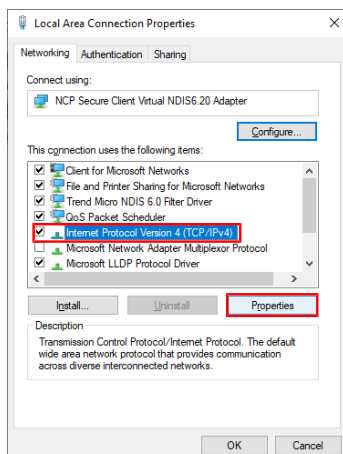 Local Area Connection Properties
Networking Authentication Sharing
Connect using:
NCP Secure Client Virtual NDIS6.20 Adapter
Configure...
This connection uses the following items:
Client for Microsoft Networks
File and Printer Sharing for Microsoft Networks
Trend Micro NDIS 6.0 Filter Driver
QoS Packet Scheduler
Internet Protocol Version 4 (TCP/IPv4)
Microsoft Network Adapter Multiplexor Protocol
Microsoft LLDP Protocol Driver
Install... Uninstall Properties
Description
Transmission Control Protocol/Internet Protocol. The default
wide area network protocol that provides communication
across diverse interconnected networks.
OK Cancel